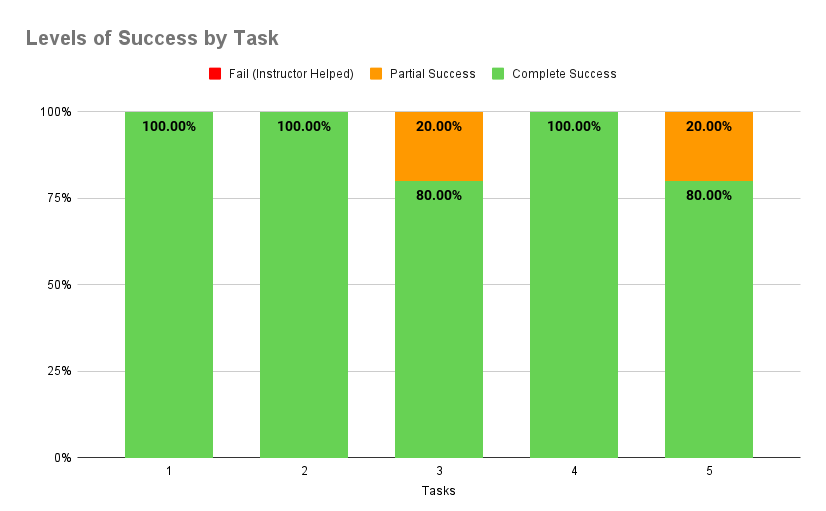 Levels of Success by Task
Fail (Instructor Helped) Partial Success Complete Success
100%
100.00% 100.00% 20.00% 100.00% 20.00%
75%
80.00% 80.00%
50%
25%
0%
1 2 3 4 5
Tasks